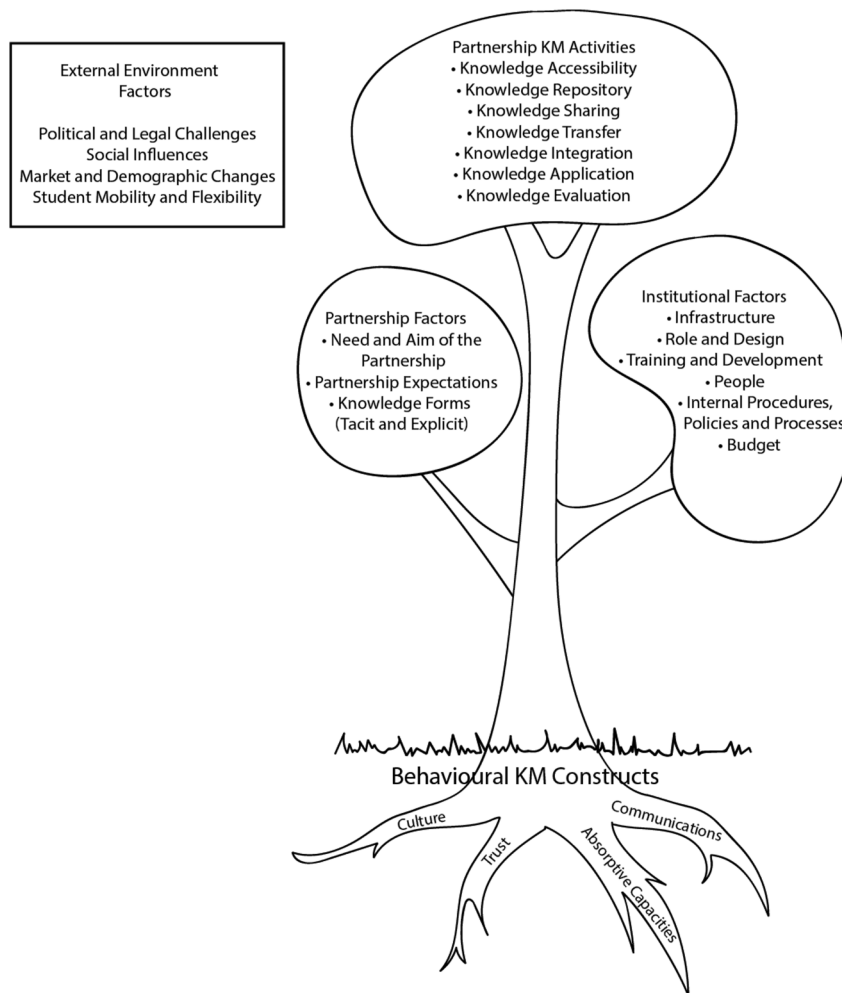 External Environment
Factors
Political and Legal Challenges
Social Influences
Market and Demographic Changes
Student Mobility and Flexibility
Partnership KM Activities
• Knowledge Accessibility
• Knowledge Repository
• Knowledge Sharing
• Knowledge Transfer
• Knowledge Integration
• Knowledge Application
• Knowledge Evaluation
Partnership Factors
• Need and Aim of the
Partnership
• Partnership Expectations
• Knowledge Forms
(Tacit and Explicit)
Institutional Factors
• Infrastructure
• Role and Design
• Training and Development
• People
• Internal Procedures,
Policies and Processes
• Budget
Behavioural KM Constructs
Culture
Trust
Absorptive Capacities
Communications